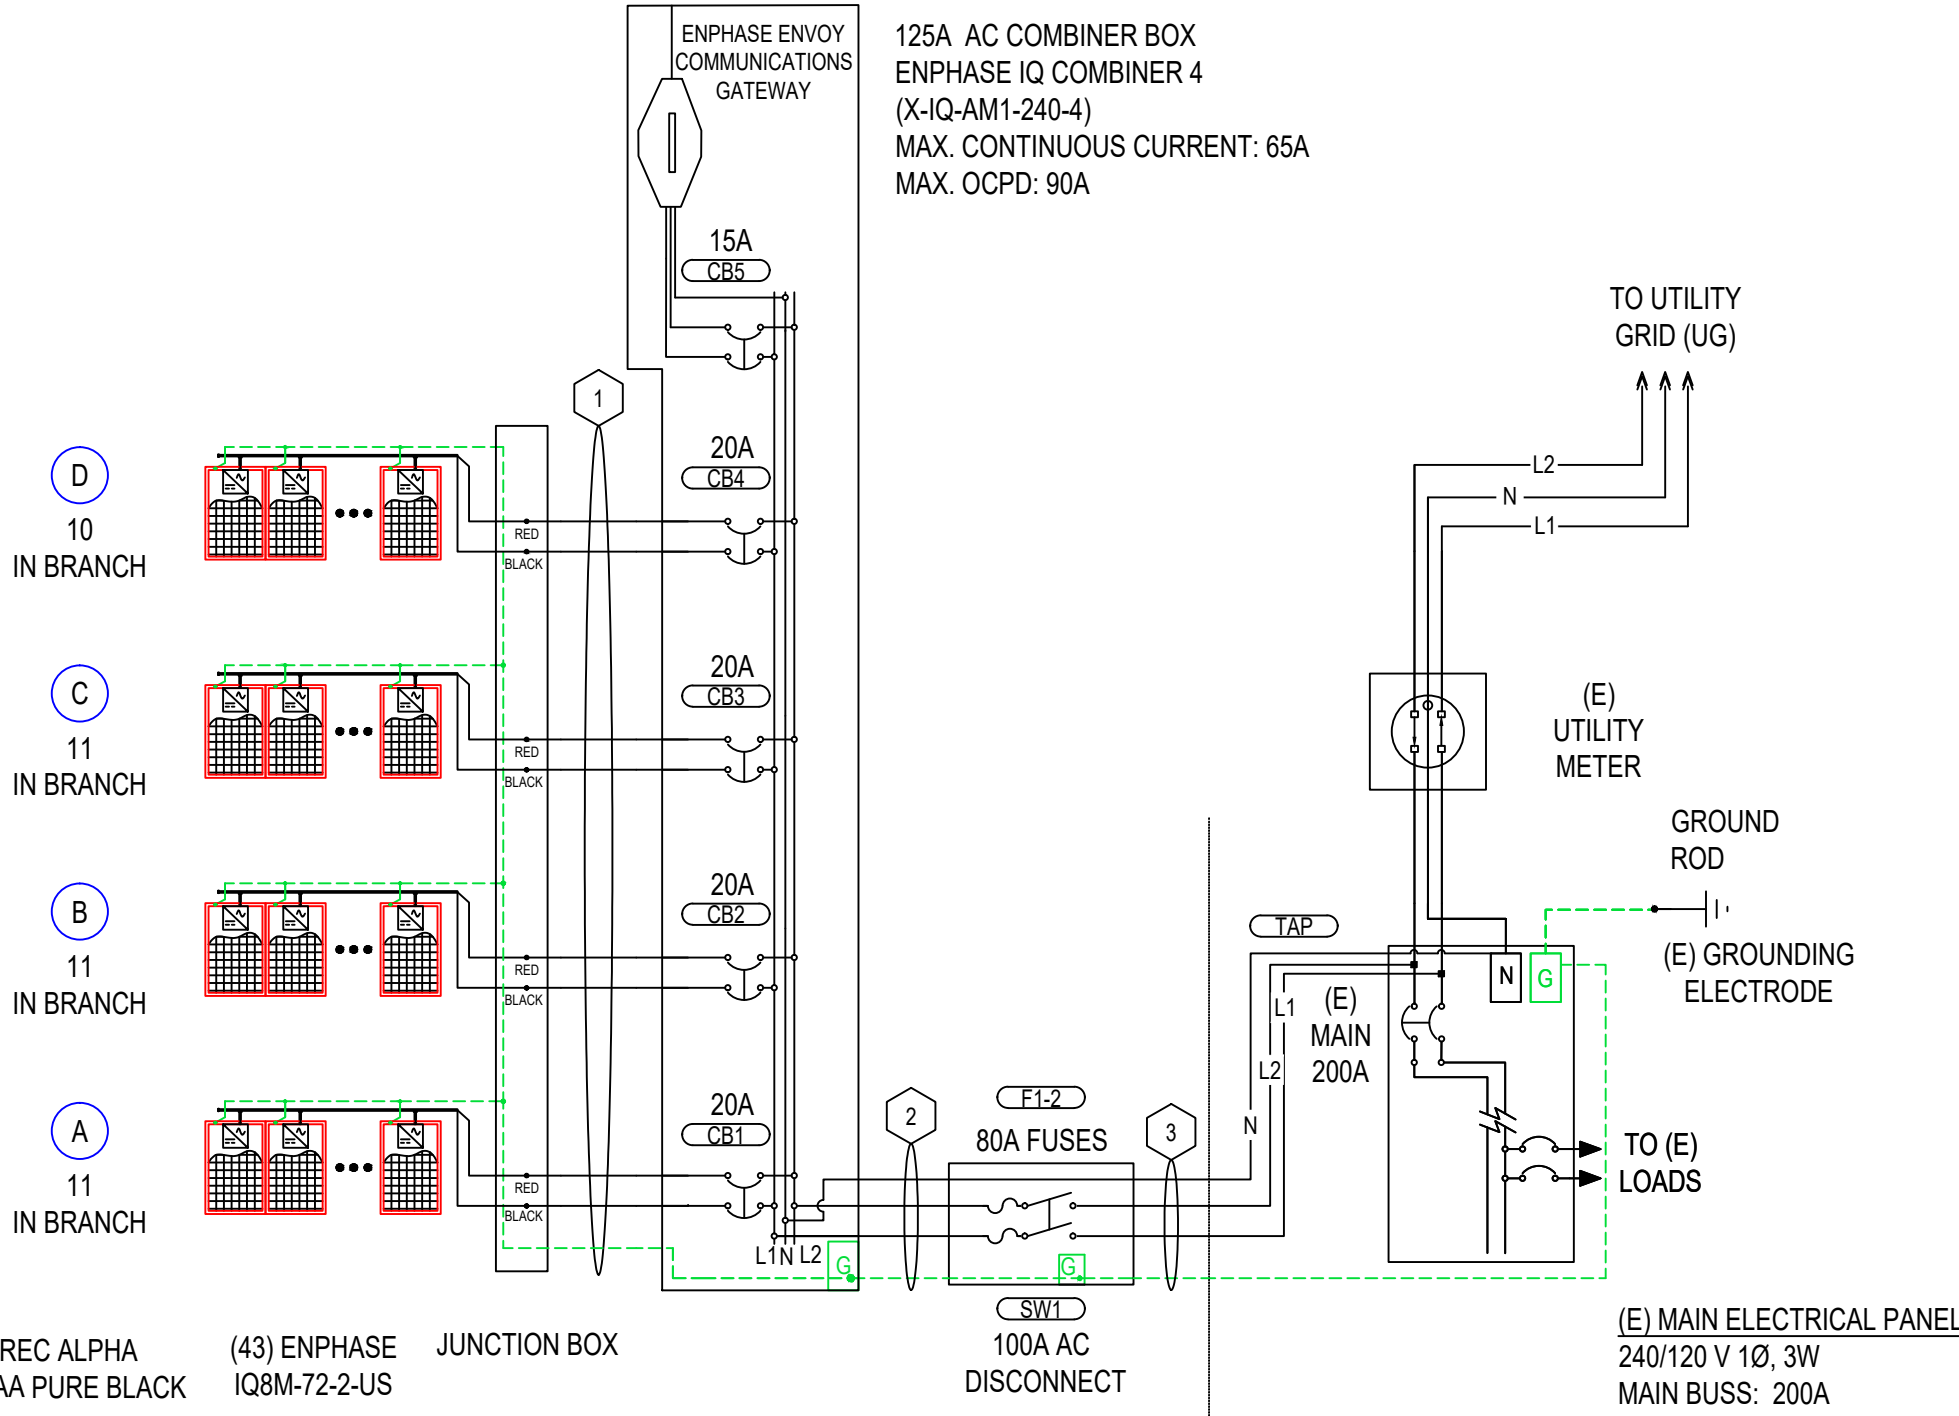 ENPHASE ENVOY
COMMUNICATIONS
GATEWAY
125A  AC COMBINER BOX
ENPHASE IQ COMBINER 4
(X-IQ-AM1-240-4)
MAX. CONTINUOUS CURRENT: 65A
MAX. OCPD: 90A
15A
CB5
TO UTILITY
GRID (UG)
1
D
10
IN BRANCH
RED
BLACK
20A
CB4
L2
N
L1
C
11
IN BRANCH
RED
BLACK
20A
CB3
(E)
UTILITY
METER
GROUND
ROD
B
11
IN BRANCH
RED
BLACK
20A
CB2
TAP
N
G
(E) GROUNDING
ELECTRODE
L1
(E)
MAIN
200A
L2
N
A
11
IN BRANCH
RED
BLACK
20A
CB1
2
F1-2
80A FUSES
3
TO (E)
LOADS
L1
N
L2
G
G
SW1
100A AC
DISCONNECT
REC ALPHA
AA PURE BLACK
(43) ENPHASE
IQ8M-72-2-US
JUNCTION BOX
(E) MAIN ELECTRICAL PANEL
240/120 V 1Ø, 3W
MAIN BUSS:  200A